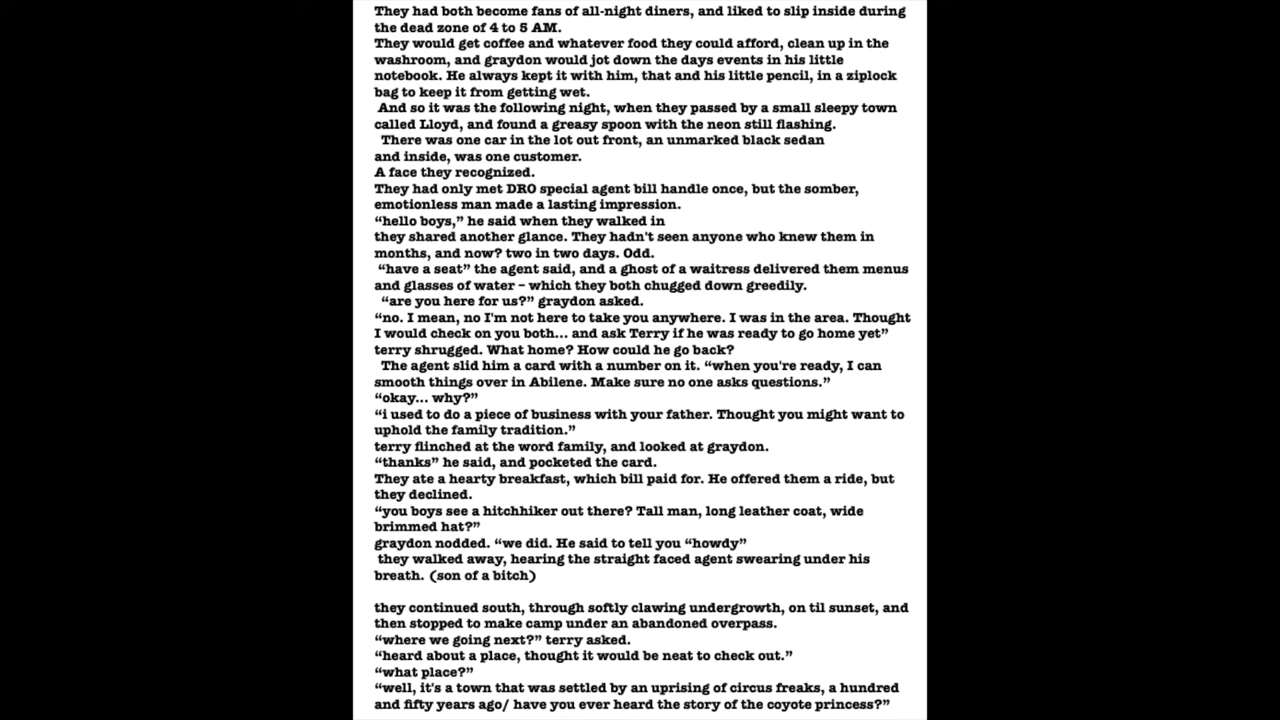 They had both become fans of all-night diners, and liked to slip inside during
the dead zone of 4 to 5 AM.
They would get coffee and whatever food they could afford, clean up in the
washroom, and graydon would jot down the days events in his little
notebook. He always kept it with him, that and his little pencil, in a ziplock
bag to keep it from getting wet.
And so it was the following night, when they passed by a small sleepy town
called Lloyd, and found a greasy spoon with the neon still flashing.
There was one car in the lot out front, an unmarked black sedan
and inside, was one customer.
A face they recognized.
They had only met DRO special agent bill handle once, but the somber,
emotionless man made a lasting impression.
“hello boys,” he said when they walked in
they shared another glance. They hadn't seen anyone who knew them in
months, and now? two in two days. Odd.
“have a seat” the agent said, and a ghost of a waitress delivered them menus
and glasses of water – which they both chugged down greedily.
“are you here for us?” graydon asked.
“no. I mean, no I'm not here to take you anywhere. I was in the area. Thought
I would check on you both... and ask Terry if he was ready to go home yet”
terry shrugged. What home? How could he go back?
The agent slid him a card with a number on it. “when you're ready, I can
smooth things over in Abilene. Make sure no one asks questions.”
“okay... why?”
“i used to do a piece of business with your father. Thought you might want to
uphold the family tradition.”
terry flinched at the word family, and looked at graydon.
“thanks” he said, and pocketed the card.
They ate a hearty breakfast, which bill paid for. He offered them a ride, but
they declined.
“you boys see a hitchhiker out there? Tall man, long leather coat, wide
brimmed hat?”
graydon nodded. “we did. He said to tell you “howdy”
they walked away, hearing the straight faced agent swearing under his
breath. (son of a bitch)
they continued south, through softly clawing undergrowth, on til sunset, and
then stopped to make camp under an abandoned overpass.
“where we going next?” terry asked.
“heard about a place, thought it would be neat to check out.”
“what place?”
“well, it's a town that was settled by an uprising of circus freaks, a hundred
and fifty years ago/ have you ever heard the story of the coyote princess?”